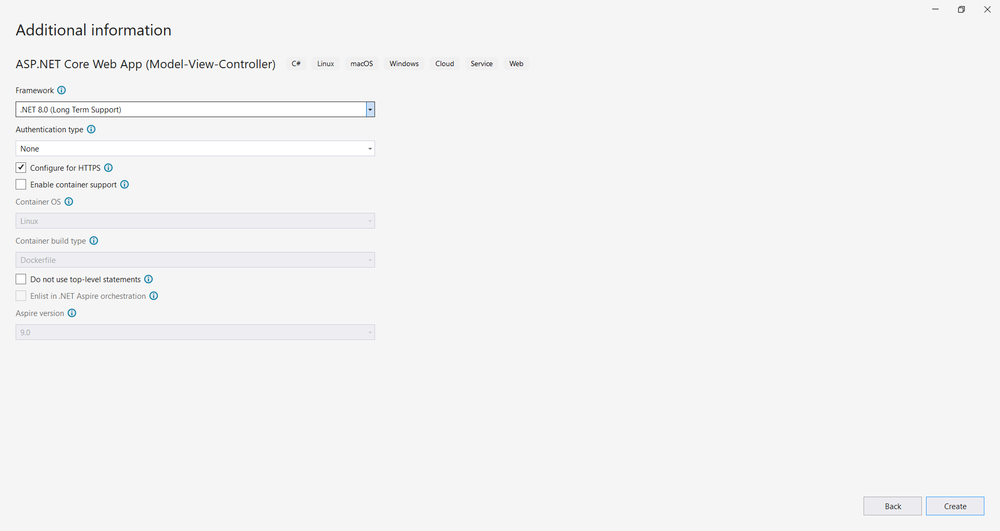 Additional information
ASP.NET Core Web App (Model-View-Controller) C# Linux macOS Windows Cloud Service Web
Framework
.NET 8.0 (Long Term Support)
Authentication type
None
Configure for HTTPS
Enable container support
Container OS
Linux
Container build type
Dockerfile
Do not use top-level statements
Enlist in .NET Aspire orchestration
Aspire version
9.0
Back Create